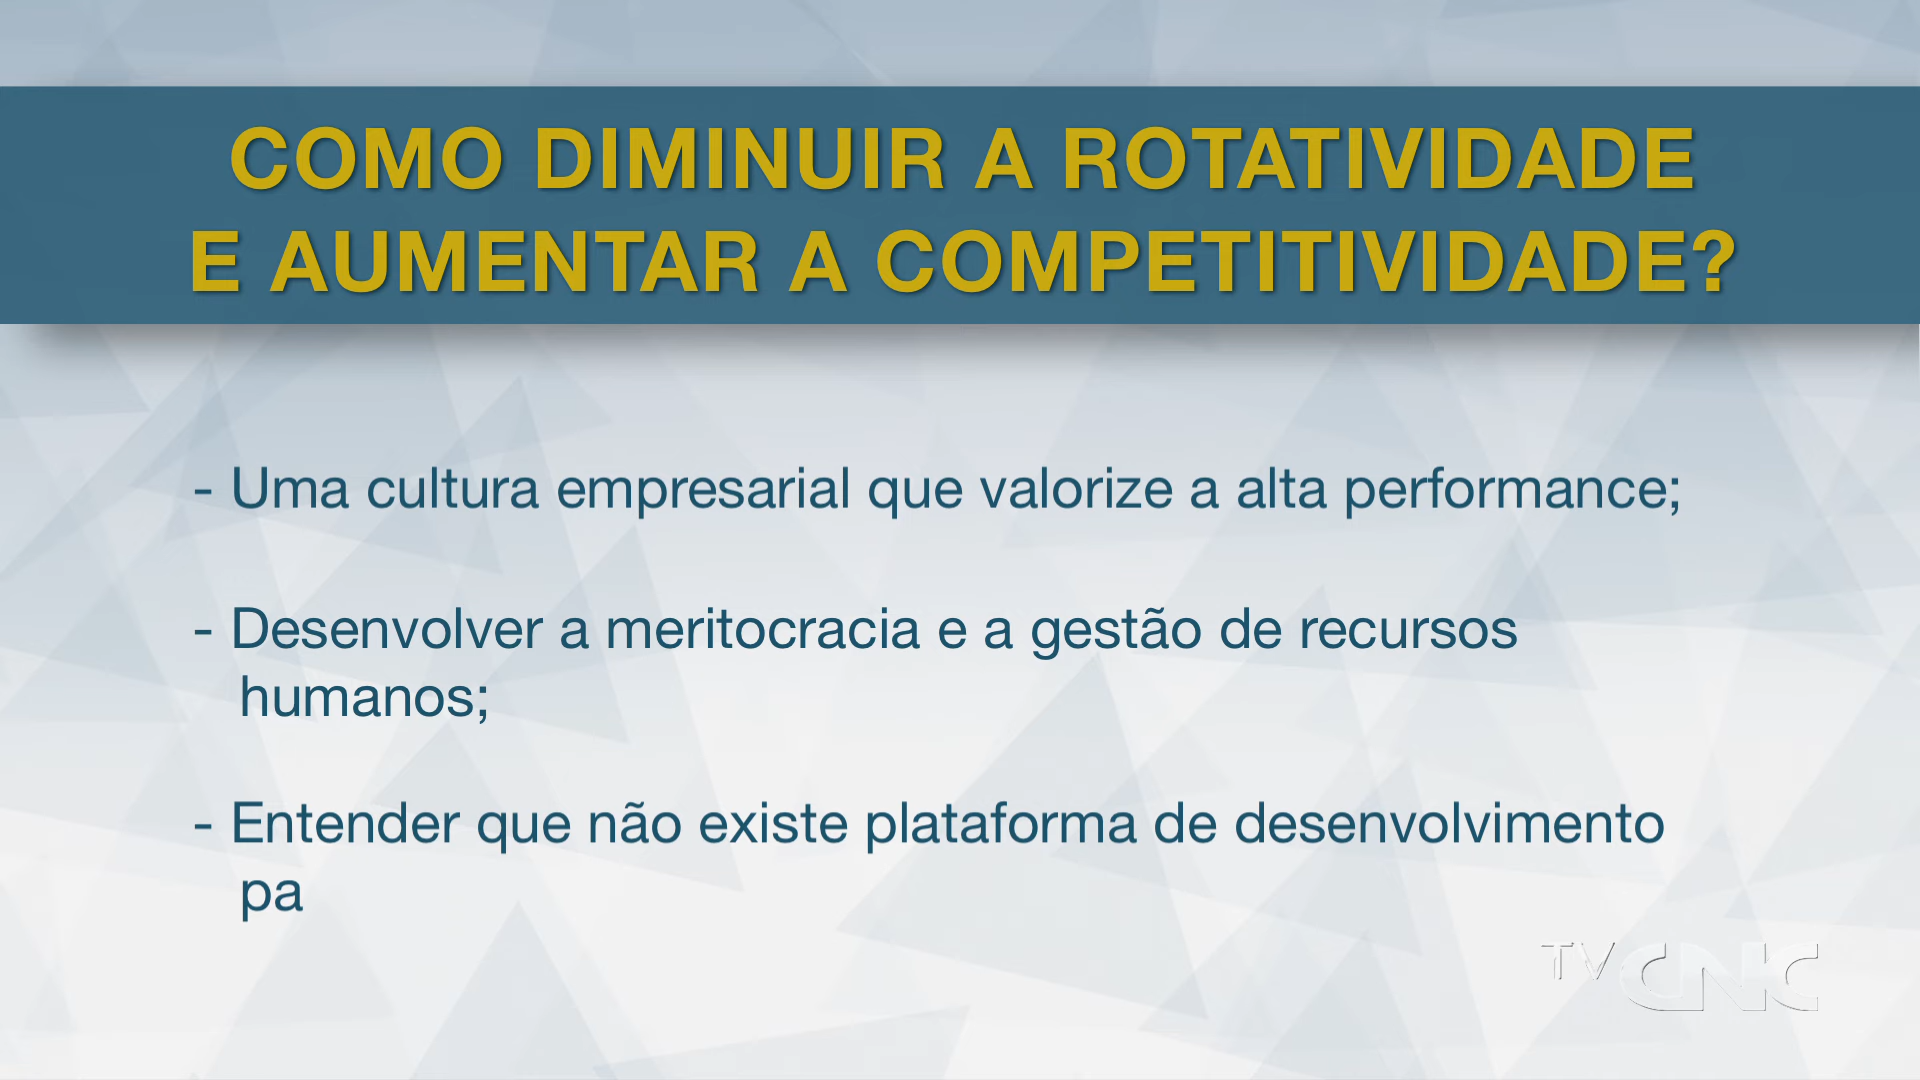 COMO DIMINUIR A ROTATIVIDADE
E AUMENTAR A COMPETITIVIDADE?
- Uma cultura empresarial que valorize a alta performance;
- Desenvolver a meritocracia e a gestão de recursos
humanos;
- Entender que não existe plataforma de desenvolvimento
pa
TV CNC